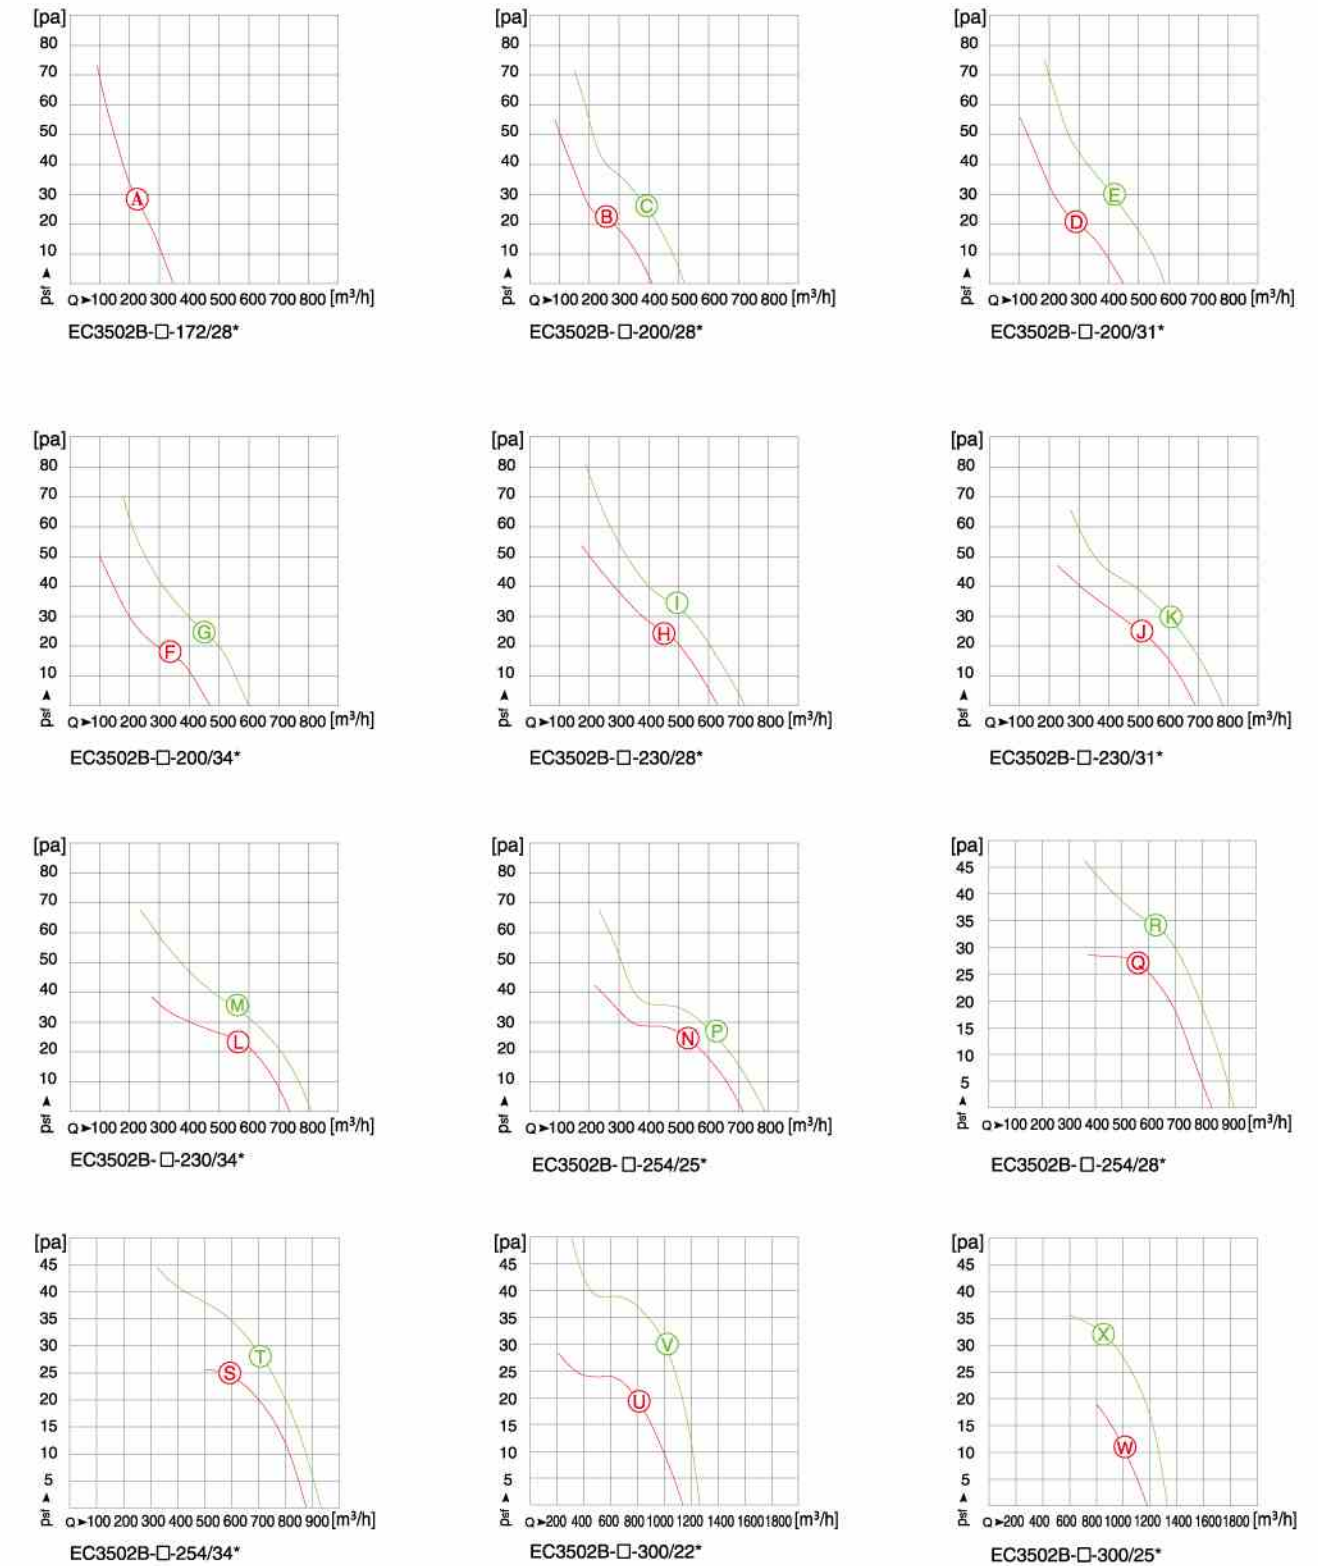 [pa] [pa] [pa]
80 80 80
70 70 70
60 60 60
50 50 50
40 40 40
30 A 30 B C 30 D E
20 20 20
10 10 10
psf psf psf
Q➤100 200 300 400 500 600 700 800 [m³/h] Q➤100 200 300 400 500 600 700 800 [m³/h] Q➤100 200 300 400 500 600 700 800 [m³/h]
EC3502B-□-172/28* EC3502B-□-200/28* EC3502B-□-200/31*
[pa] [pa] [pa]
80 80 80
70 70 70
60 60 60
50 50 50
40 40 40
30 F G 30 H I 30 J K
20 20 20
10 10 10
psf psf psf
Q➤100 200 300 400 500 600 700 800 [m³/h] Q➤100 200 300 400 500 600 700 800 [m³/h] Q➤100 200 300 400 500 600 700 800 [m³/h]
EC3502B-□-200/34* EC3502B-□-230/28* EC3502B-□-230/31*
[pa] [pa] [pa]
80 80 45
70 70 40
60 60 35 R
50 50 30
40 M 40 25 Q
30 L 30 N P 20
20 20 15
10 10 10
5
psf psf psf
Q➤100 200 300 400 500 600 700 800 [m³/h] Q➤100 200 300 400 500 600 700 800 [m³/h] Q➤100 200 300 400 500 600 700 800 900 [m³/h]
EC3502B- □-230/34* EC3502B- □-254/25* EC3502B- □-254/28*
[pa] [pa] [pa]
45 45 45
40 40 40
35 35 35
30 T 30 V 30 X
25 S 25 25
20 20 U 20
15 15 15
10 10 10 W
5 5 5
psf psf psf
Q➤100 200 300 400 500 600 700 800 900 [m³/h] Q➤200 400 600 800 1000 1200 1400 1600 1800 [m³/h] Q➤200 400 600 800 1000 1200 1400 1600 1800 [m³/h]
EC3502B-□-254/34* EC3502B-□-300/22* EC3502B-□-300/25*